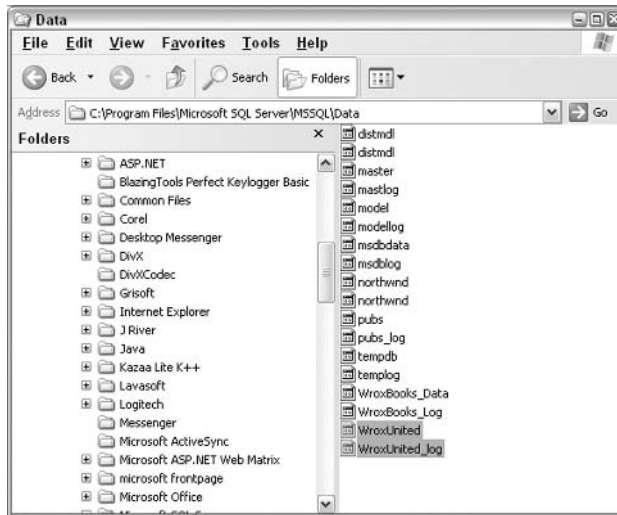 Data
File Edit View Favorites Tools Help
Back Search Folders
Address C:\Program Files\Microsoft SQL Server\MSSQL\Data Go
Folders
ASP.NET
BlazingTools Perfect Keylogger Basic
Common Files
Corel
Desktop Messenger
DivX
DivXCodec
Grisoft
Internet Explorer
J River
Java
Kazaa Lite K++
Lavasoft
Logitech
Messenger
Microsoft ActiveSync
Microsoft ASP.NET Web Matrix
microsoft frontpage
Microsoft Office
distmdl
distmdl
master
mastlog
model
modellog
msdbdata
msdblog
northwnd
northwnd
pubs
pubs_log
tempdb
templog
WroxBooks_Data
WroxBooks_Log
WroxUnited
WroxUnited_log